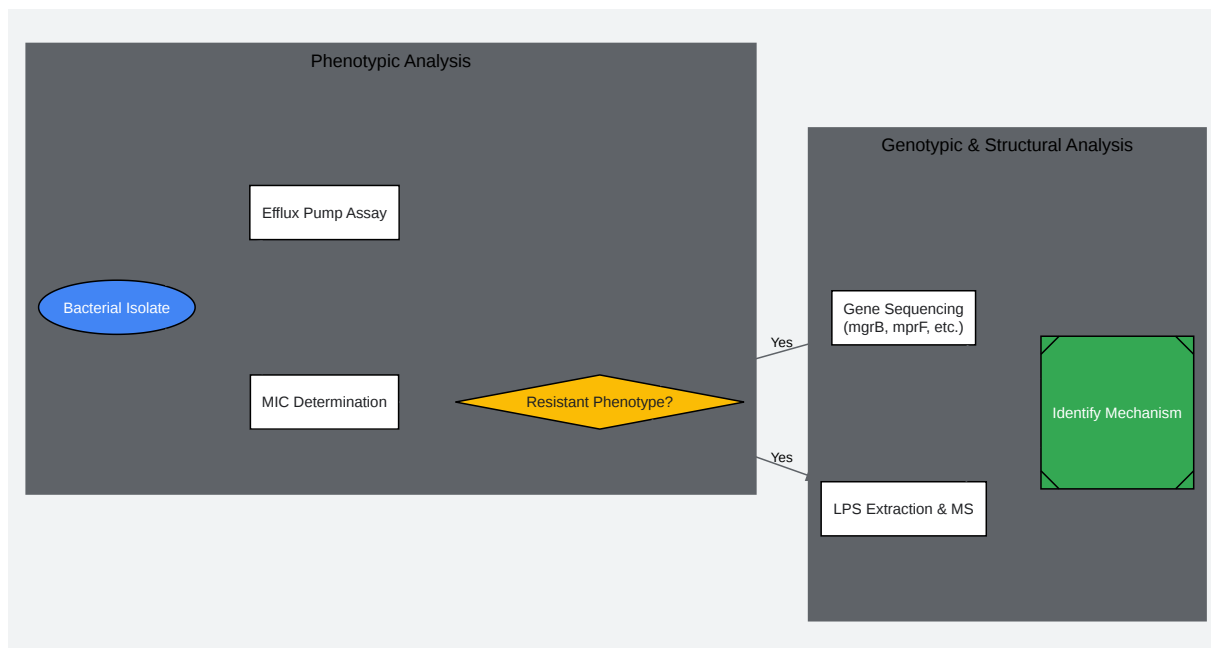 Phenotypic Analysis
Genotypic & Structural Analysis
Efflux Pump Assay
Bacterial Isolate
Gene Sequencing
(mgrB, mprF, etc.)
Yes
MIC Determination
Resistant Phenotype?
Identify Mechanism
Yes
LPS Extraction & MS